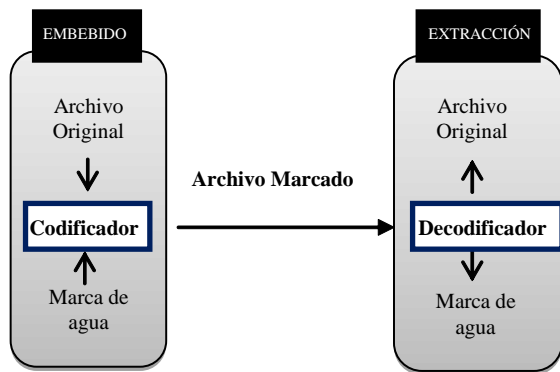 EMBEBIDO
Archivo
Original
Codificador
Marca de
agua
Archivo Marcado
EXTRACCIÓN
Archivo
Original
Decodificador
Marca de
agua